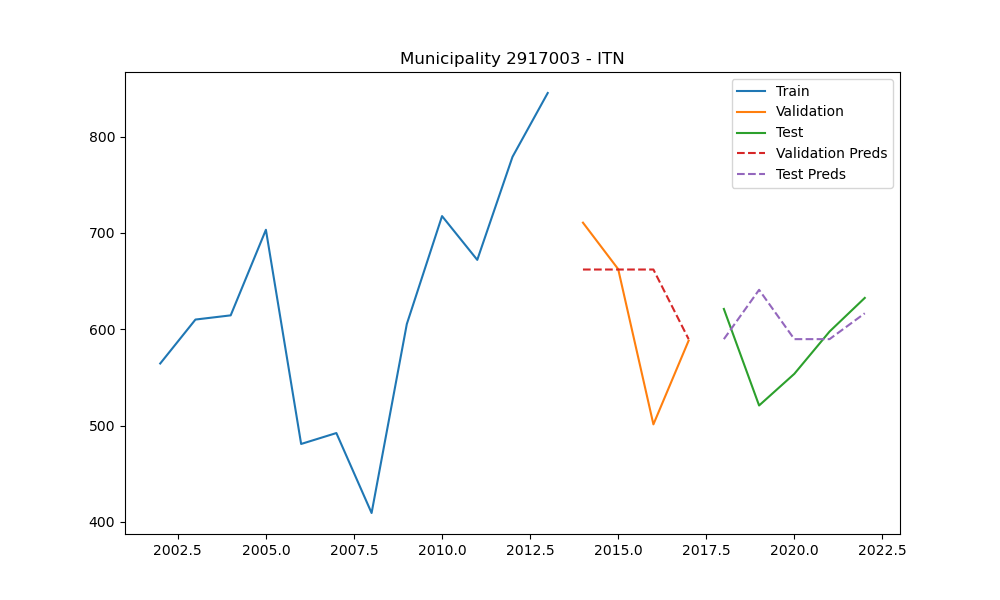 Municipality 2917003 - ITN
Train
Validation
Test
Validation Preds
Test Preds
800
700
600
500
400
2002.5 2005.0 2007.5 2010.0 2012.5 2015.0 2017.5 2020.0 2022.5